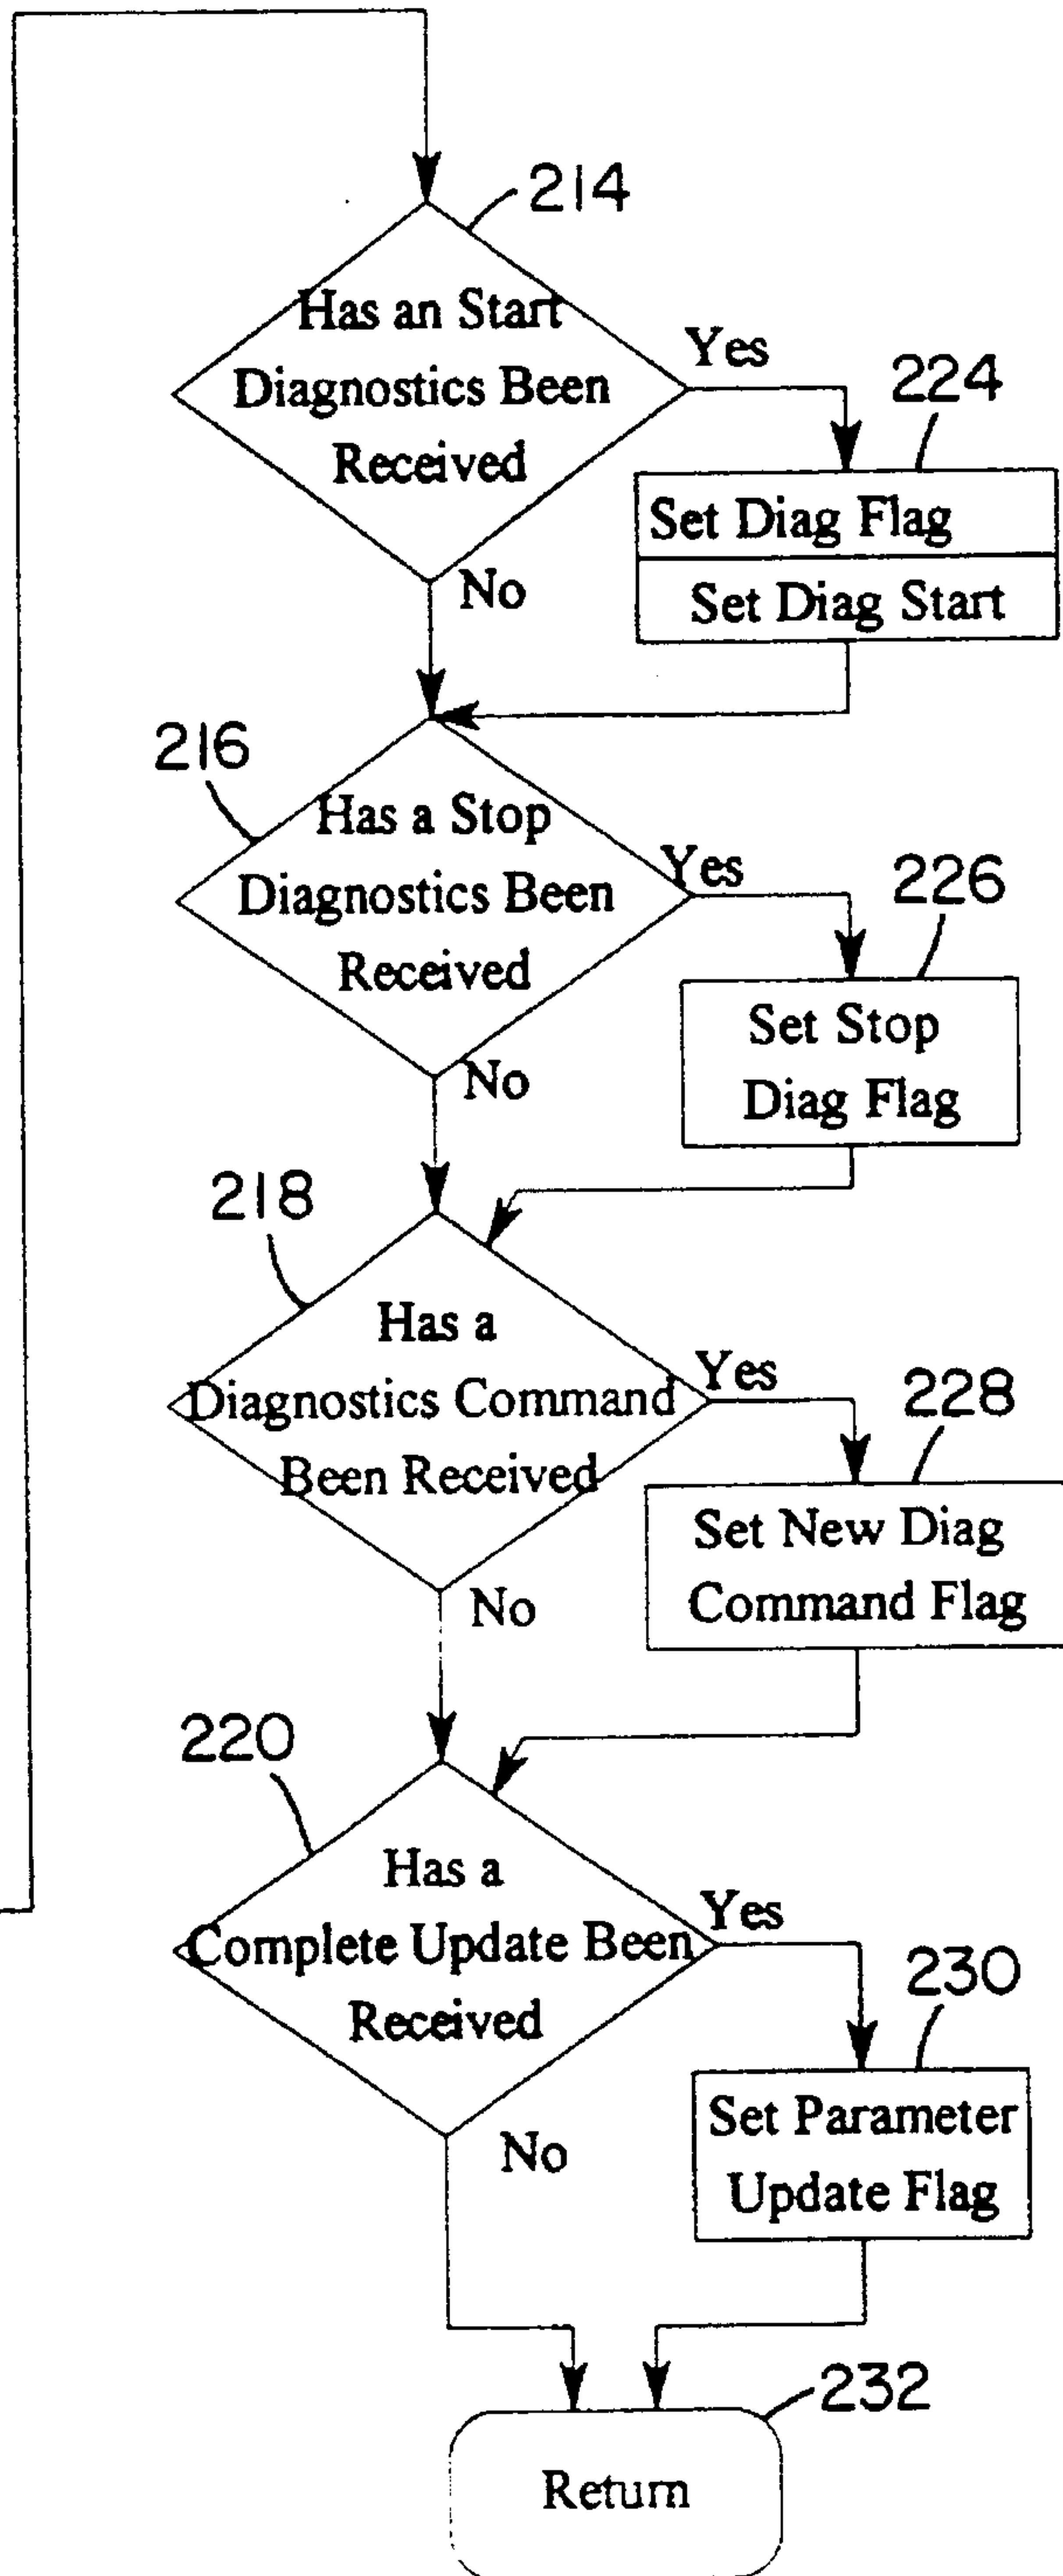 214
Has an Start
Diagnostics Been
Received
Yes
224
Set Diag Flag
Set Diag Start
No
216
Has a Stop
Diagnostics Been
Received
Yes
226
Set Stop
Diag Flag
No
218
Has a
Diagnostics Command
Been Received
Yes
228
Set New Diag
Command Flag
No
220
Has a
Complete Update Been
Received
Yes
230
Set Parameter
Update Flag
No
232
Return